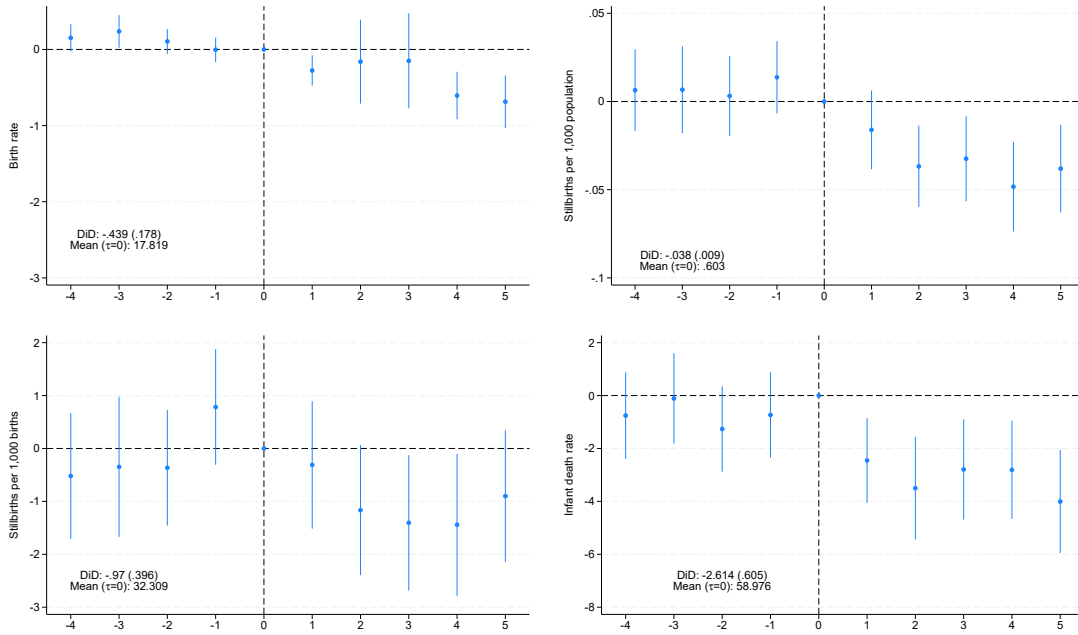 Birth rate
0
-1
-2
-3
DiD: -.439 (.178)
Mean (τ=0): 17.819
-4 -3 -2 -1 0 1 2 3 4 5
Stillbirths per 1,000 population
.05
0
-.05
-.1
DiD: -.038 (.009)
Mean (τ=0): .603
-4 -3 -2 -1 0 1 2 3 4 5
Stillbirths per 1,000 births
2
1
0
-1
-2
-3
DiD: -.97 (.396)
Mean (τ=0): 32.309
-4 -3 -2 -1 0 1 2 3 4 5
Infant death rate
2
0
-2
-4
-6
-8
DiD: -2.614 (.605)
Mean (τ=0): 58.976
-4 -3 -2 -1 0 1 2 3 4 5